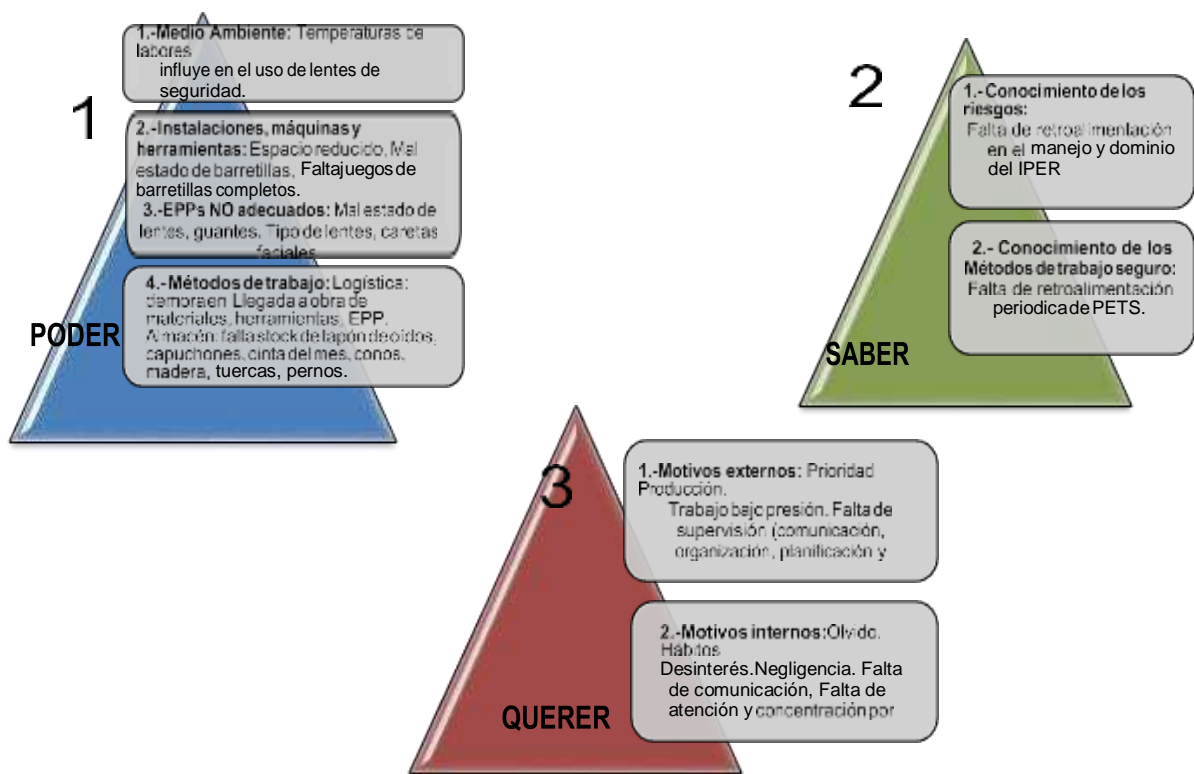 1
1.-Medio Ambiente: Temperaturas de
labores
influye en el uso de lentes de
seguridad.
2.-Instalaciones, máquinas y
herramientas: Espacio reducido, Mal
estado de barretillas, Falta juegos de
barretillas completos.
3.-EPPs NO adecuados: Mal estado de
lentes, guantes. Tipo de lentes, caretas
faciales
4.-Métodos de trabajo: Logística:
demora en Llegada a obra de
materiales, herramientas, EPP.
Almacén: falta stock de tapón de oidos,
capuchones, cinta del mes, conos,
madera, tuercas, pernos.
PODER
2
1.-Conocimiento de los
riesgos:
Falta de retroalimentación
en el manejo y dominio
del IPER
2.- Conocimiento de los
Métodos de trabajo seguro:
Falta de retroalimentación
periodica de PETS.
SABER
3
1.-Motivos externos: Prioridad
Producción.
Trabajo bajo presión. Falta de
supervisión (comunicación,
organización, planificación y
2.-Motivos internos:Olvido.
Hábitos
Desinterés.Negligencia. Falta
de comunicación, Falta de
atención y concentración por
QUERER